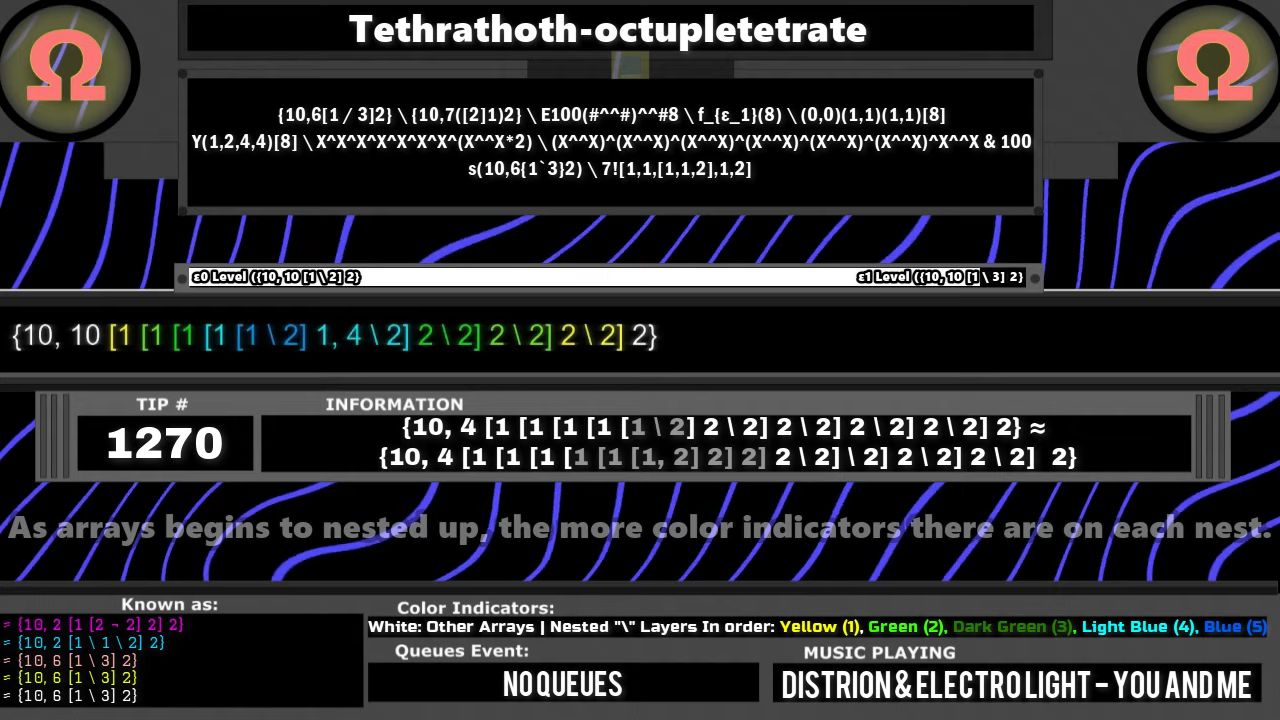 Ω
Tethrathoth-octupletetrate
Ω
{10,6[1 / 3]2} \ {10,7([2]1)2} \ E100(#^^#)^^#8 \ f_{ε_1}(8) \ (0,0)(1,1)(1,1)[8]
Y(1,2,4,4)[8] \ X^X^X^X^X^X^X^(X^^X*2) \ (X^^X)^(X^^X)^(X^^X)^(X^^X)^(X^^X)^(X^^X)^X^^X & 100
s(10,6{1`3}2) \ 7![1,1,[1,1,2],1,2]
ε0 Level ({10, 10 [1 \ 2] 2}
ε1 Level ({10, 10 [1 \ 3] 2}
{10, 10 [1 [1 [1 [1 [1 \ 2] 1, 4 \ 2] 2 \ 2] 2 \ 2] 2 \ 2] 2}
TIP #
INFORMATION
1270
{10, 4 [1 [1 [1 [1 [1 \ 2] 2 \ 2] 2 \ 2] 2 \ 2] 2 \ 2] 2} ≈
{10, 4 [1 [1 [1 [1 [1 [1, 2] 2] 2] 2 \ 2] \ 2] 2 \ 2] 2 \ 2]  2}
As arrays begins to nested up, the more color indicators there are on each nest.
Known as:
= {10, 2 [1 [2 ¬ 2] 2] 2}
= {10, 2 [1 \ 1 \ 2] 2}
= {10, 6 [1 \ 3] 2}
= {10, 6 [1 \ 3] 2}
= {10, 6 [1 \ 3] 2}
Color Indicators:
White: Other Arrays | Nested "\" Layers In order: Yellow (1), Green (2), Dark Green (3), Light Blue (4), Blue (5)
Queues Event:
NO QUEUES
MUSIC PLAYING
DISTRION & ELECTRO LIGHT – YOU AND ME